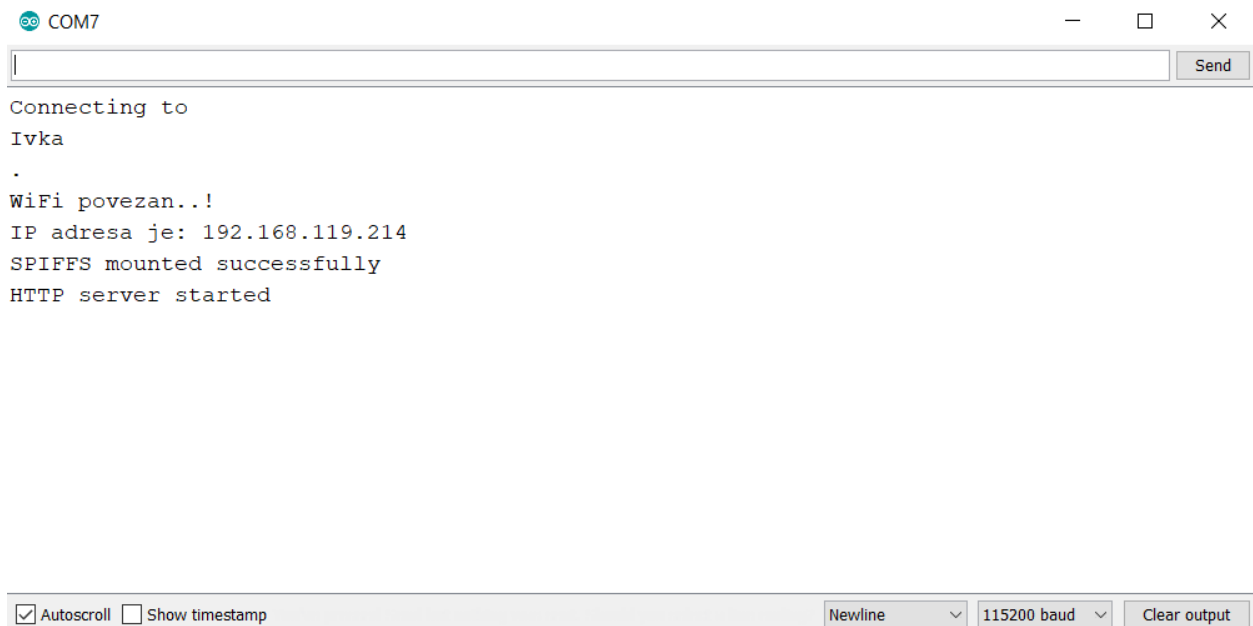 COM7
Send
Connecting to
Ivka
.
WiFi povezan..!
IP adresa je: 192.168.119.214
SPIFFS mounted successfully
HTTP server started
Autoscroll Show timestamp Newline 115200 baud Clear output